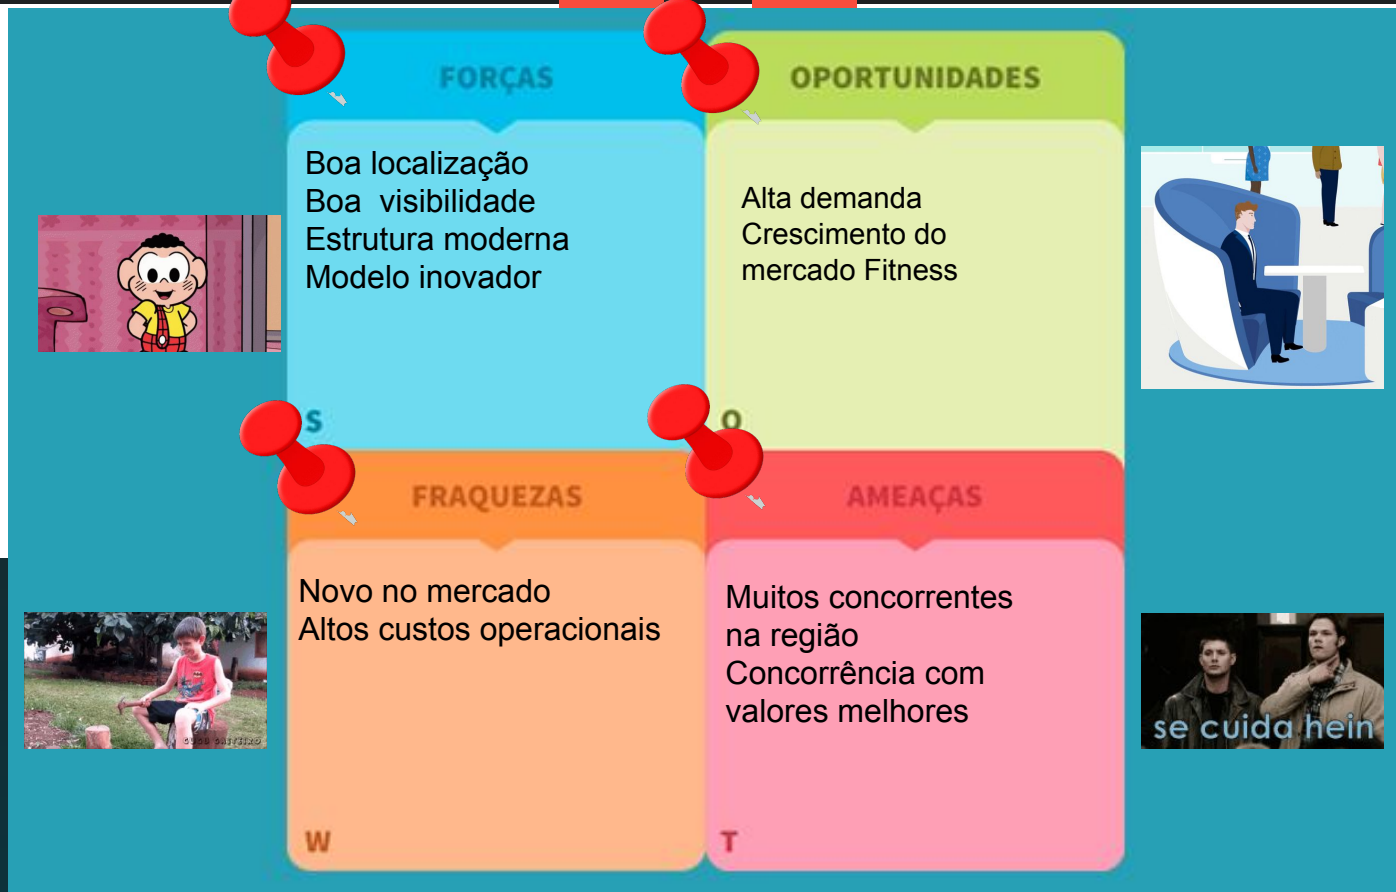 FORÇAS
Boa localização
Boa visibilidade
Estrutura moderna
Modelo inovador
S
OPORTUNIDADES
Alta demanda
Crescimento do
mercado Fitness
O
FRAQUEZAS
Novo no mercado
Altos custos operacionais
W
AMEAÇAS
Muitos concorrentes
na região
Concorrência com
valores melhores
T
se cuida hein